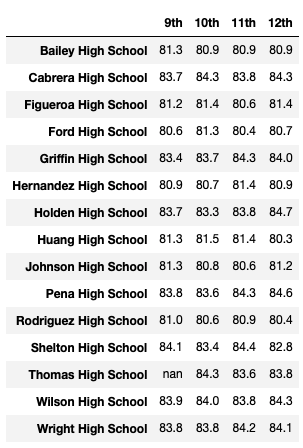 9th 10th 11th 12th
Bailey High School 81.3 80.9 80.9 80.9
Cabrera High School 83.7 84.3 83.8 84.3
Figueroa High School 81.2 81.4 80.6 81.4
Ford High School 80.6 81.3 80.4 80.7
Griffin High School 83.4 83.7 84.3 84.0
Hernandez High School 80.9 80.7 81.4 80.9
Holden High School 83.7 83.3 83.8 84.7
Huang High School 81.3 81.5 81.4 80.3
Johnson High School 81.3 80.8 80.6 81.2
Pena High School 83.8 83.6 84.3 84.6
Rodriguez High School 81.0 80.6 80.9 80.4
Shelton High School 84.1 83.4 84.4 82.8
Thomas High School nan 84.3 83.6 83.8
Wilson High School 83.9 84.0 83.8 84.3
Wright High School 83.8 83.8 84.2 84.1